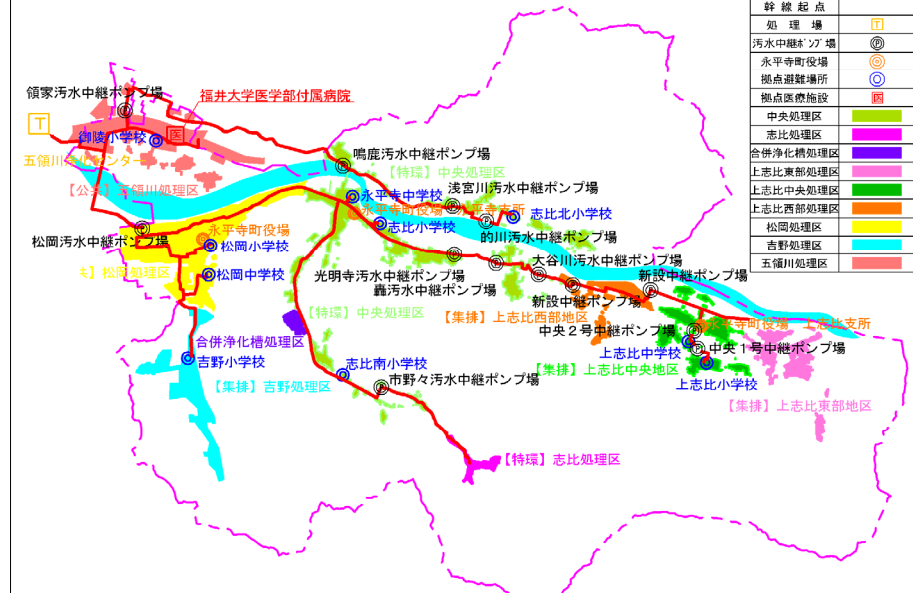 幹線起点
処理場
T
汚水中継ポンプ場
P
永平寺町役場
拠点避難場所
拠点医療施設
医
中央処理区
志比処理区
合併浄化槽処理区
上志比東部処理区
上志比中央処理区
上志比西部処理区
松岡処理区
吉野処理区
五領川処理区
領家汚水中継ポンプ場
福井大学医学部付属病院
T
医
御陵小学校
五領川浄化センター
鳴鹿汚水中継ポンプ場
【特環】中央処理区
五領川処理区
永平寺中学校
浅宮川汚水中継ポンプ場
永平寺町役場 永平寺支所
志比北小学校
志比小学校
松岡汚水中継ポンプ場
永平寺町役場
松岡小学校
的川汚水中継ポンプ場
大谷川汚水中継ポンプ場
松岡中学校
松岡処理区
光明寺汚水中継ポンプ場
轟汚水中継ポンプ場
新設中継ポンプ場
新設中継ポンプ場
【特環】中央処理区
【集排】上志比西部地区
永平寺町役場 上志比支所
中央2号中継ポンプ場
合併浄化槽処理区
上志比中学校
中央1号中継ポンプ場
吉野小学校
志比南小学校
【集排】上志比中央地区
【集排】吉野処理区
市野々汚水中継ポンプ場
上志比小学校
【集排】上志比東部地区
【特環】志比処理区